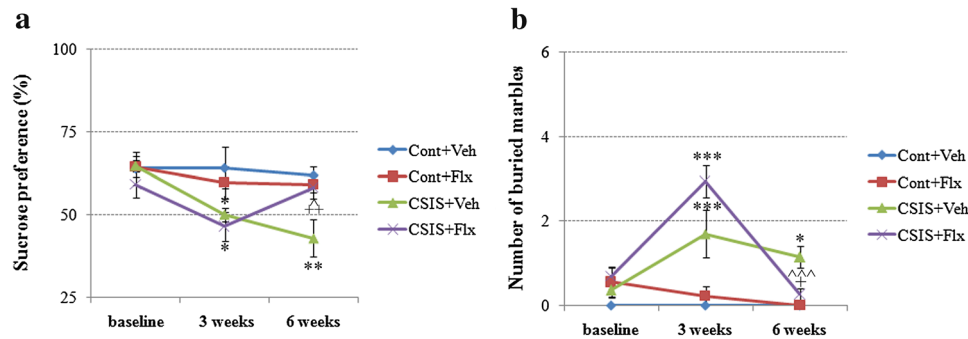 a
Sucrose preference (%)
100
75
50
25
*
*
**
^
+
baseline
3 weeks
6 weeks
Cont+Veh
Cont+Flx
CSIS+Veh
CSIS+Flx
b
Number of buried marbles
6
4
2
0
***
***
*
^^^
+
baseline
3 weeks
6 weeks
Cont+Veh
Cont+Flx
CSIS+Veh
CSIS+Flx